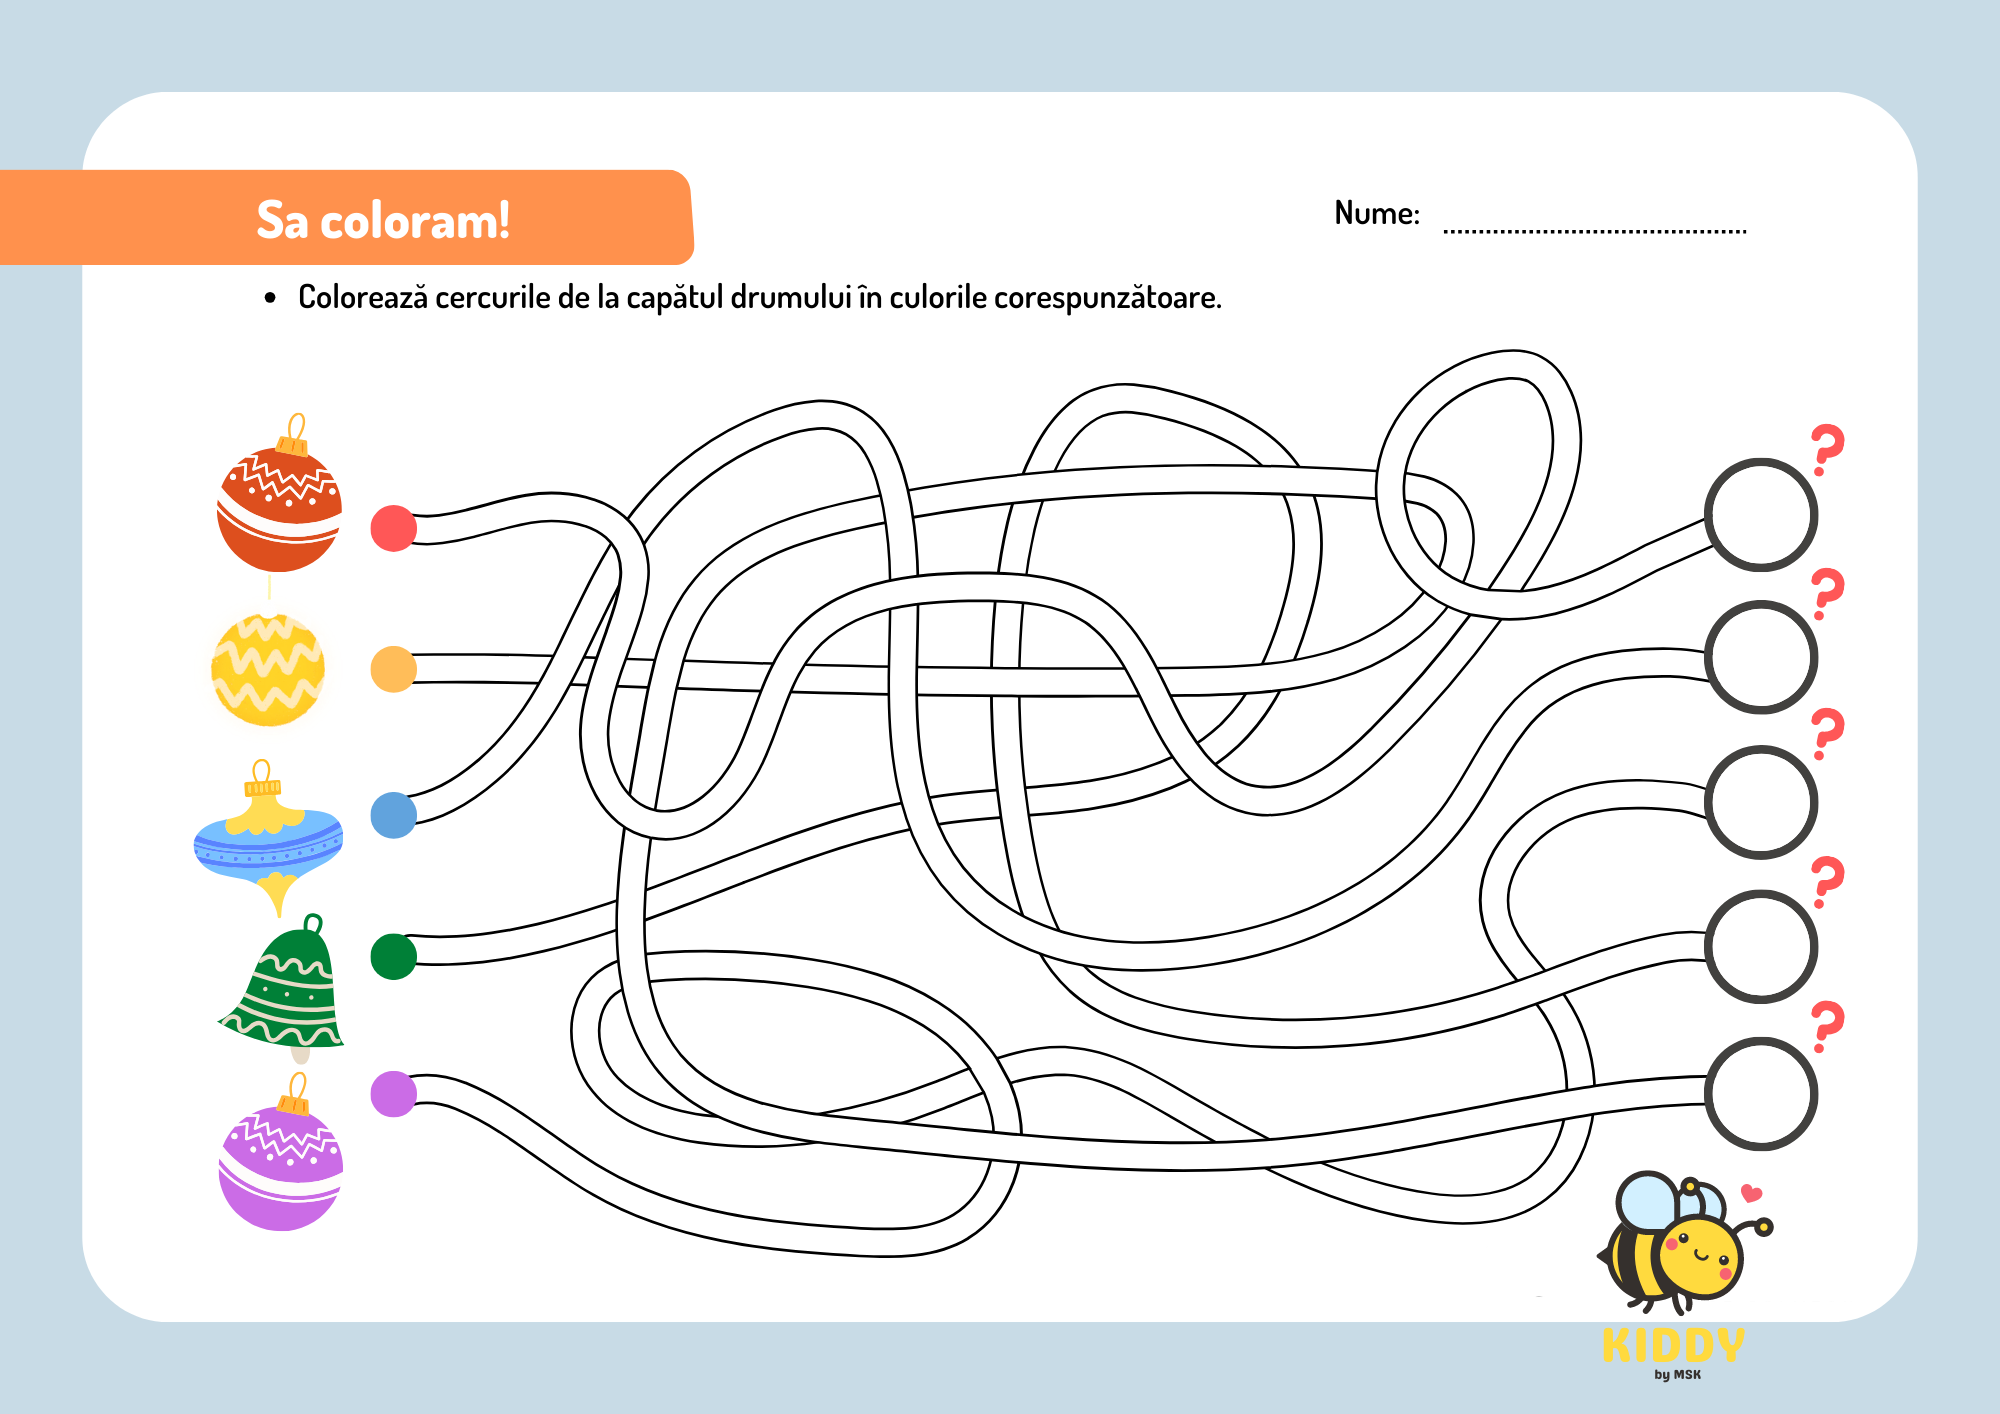 Sa coloram!
Nume: ..........................................
• Colorează cercurile de la capătul drumului în culorile corespunzătoare.
?
?
?
?
?
KIDDY
by MSK